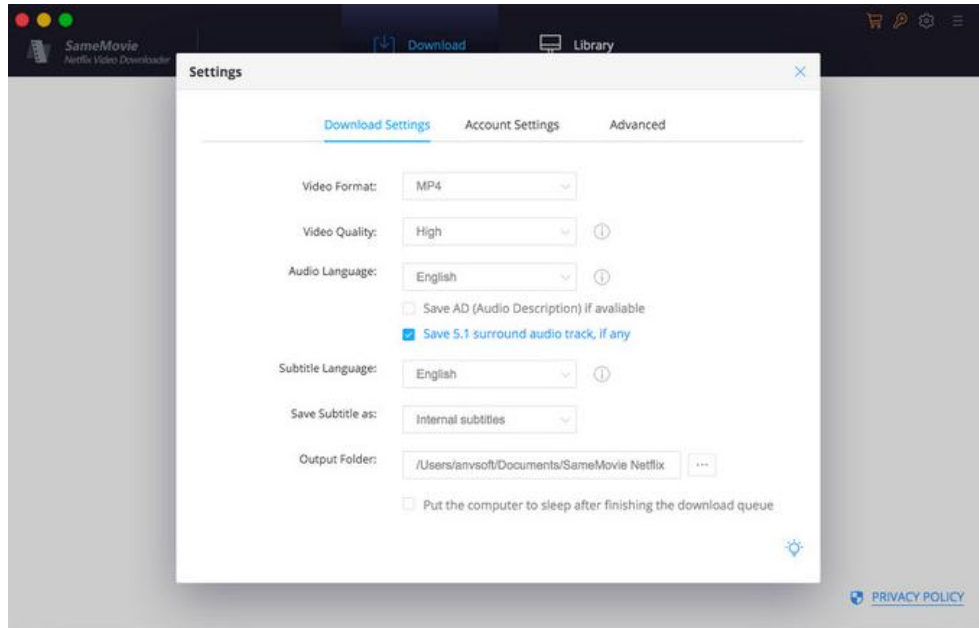 SameMovie
Netflix Video Downloader
Download
Library
Settings
Download Settings
Account Settings
Advanced
Video Format:
MP4
Video Quality:
High
Audio Language:
English
Save AD (Audio Description) if avaliable
Save 5.1 surround audio track, if any
Subtitle Language:
English
Save Subtitle as:
Internal subtitles
Output Folder:
/Users/anvsoft/Documents/SameMovie Netflix
...
Put the computer to sleep after finishing the download queue
PRIVACY POLICY